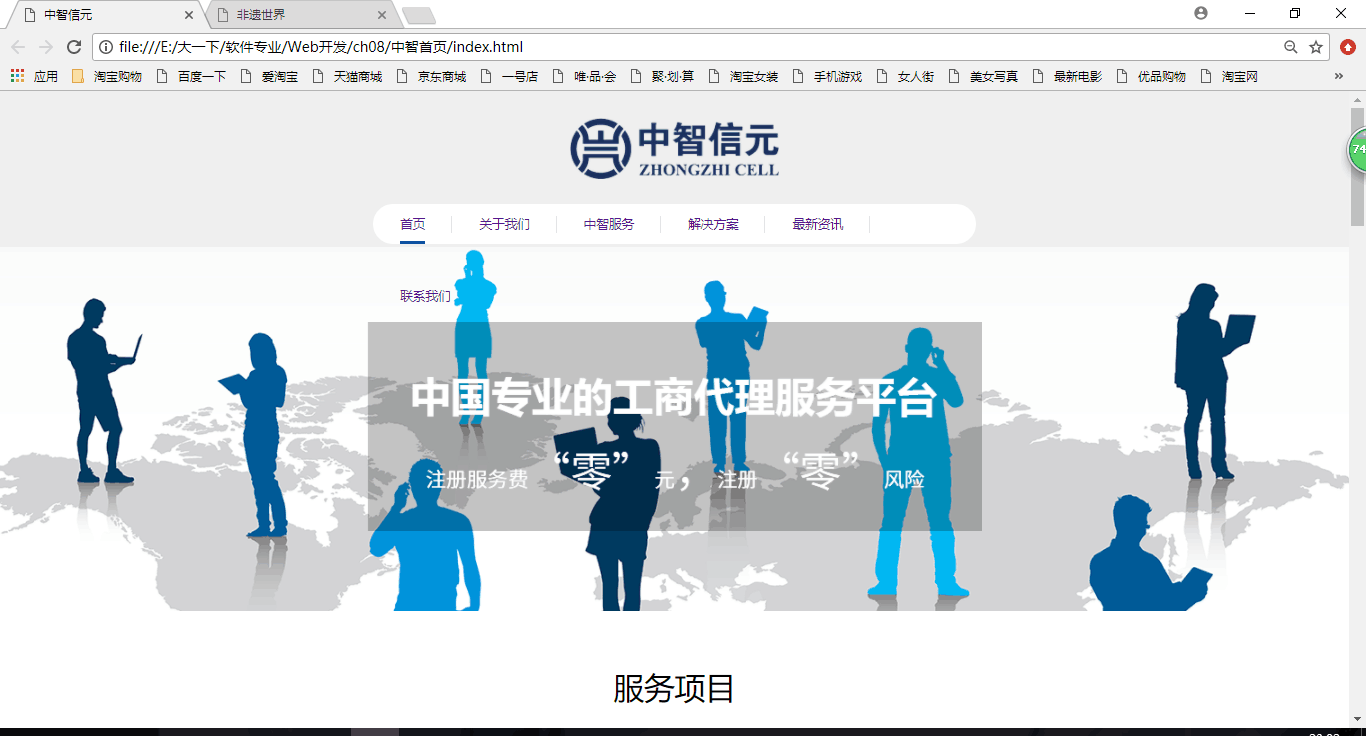 中智信元
非遗世界
file:///E:/大一下/软件专业/Web开发/ch08/中智首页/index.html
应用 淘宝购物 百度一下 爱淘宝 天猫商城 京东商城 一号店 唯·品·会 聚·划·算 淘宝女装 手机游戏 女人街 美女写真 最新电影 优品购物 淘宝网 »
中智信元
ZHONGZHI CELL
74
首页 关于我们 中智服务 解决方案 最新资讯
联系我们
中国专业的工商代理服务平台
注册服务费 “零” 元， 注册 “零” 风险
服务项目